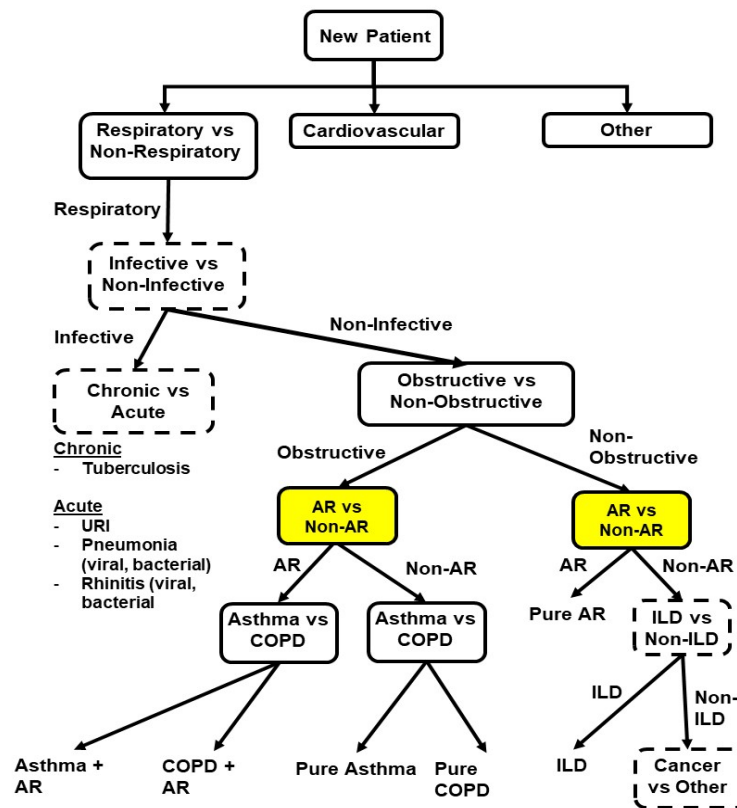 New Patient
Respiratory vs
Non-Respiratory
Cardiovascular
Other
Respiratory
Infective vs
Non-Infective
Infective
Non-Infective
Chronic vs
Acute
Obstructive vs
Non-Obstructive
Chronic
- Tuberculosis
Acute
- URI
- Pneumonia
(viral, bacterial)
- Rhinitis (viral,
bacterial
Obstructive
Non-
Obstructive
AR vs
Non-AR
AR vs
Non-AR
AR
Non-AR
AR
Non-AR
Asthma vs
COPD
Asthma vs
COPD
Pure AR
ILD vs
Non-ILD
ILD
Non-
ILD
Asthma +
AR
COPD +
AR
Pure Asthma
Pure
COPD
ILD
Cancer
vs Other